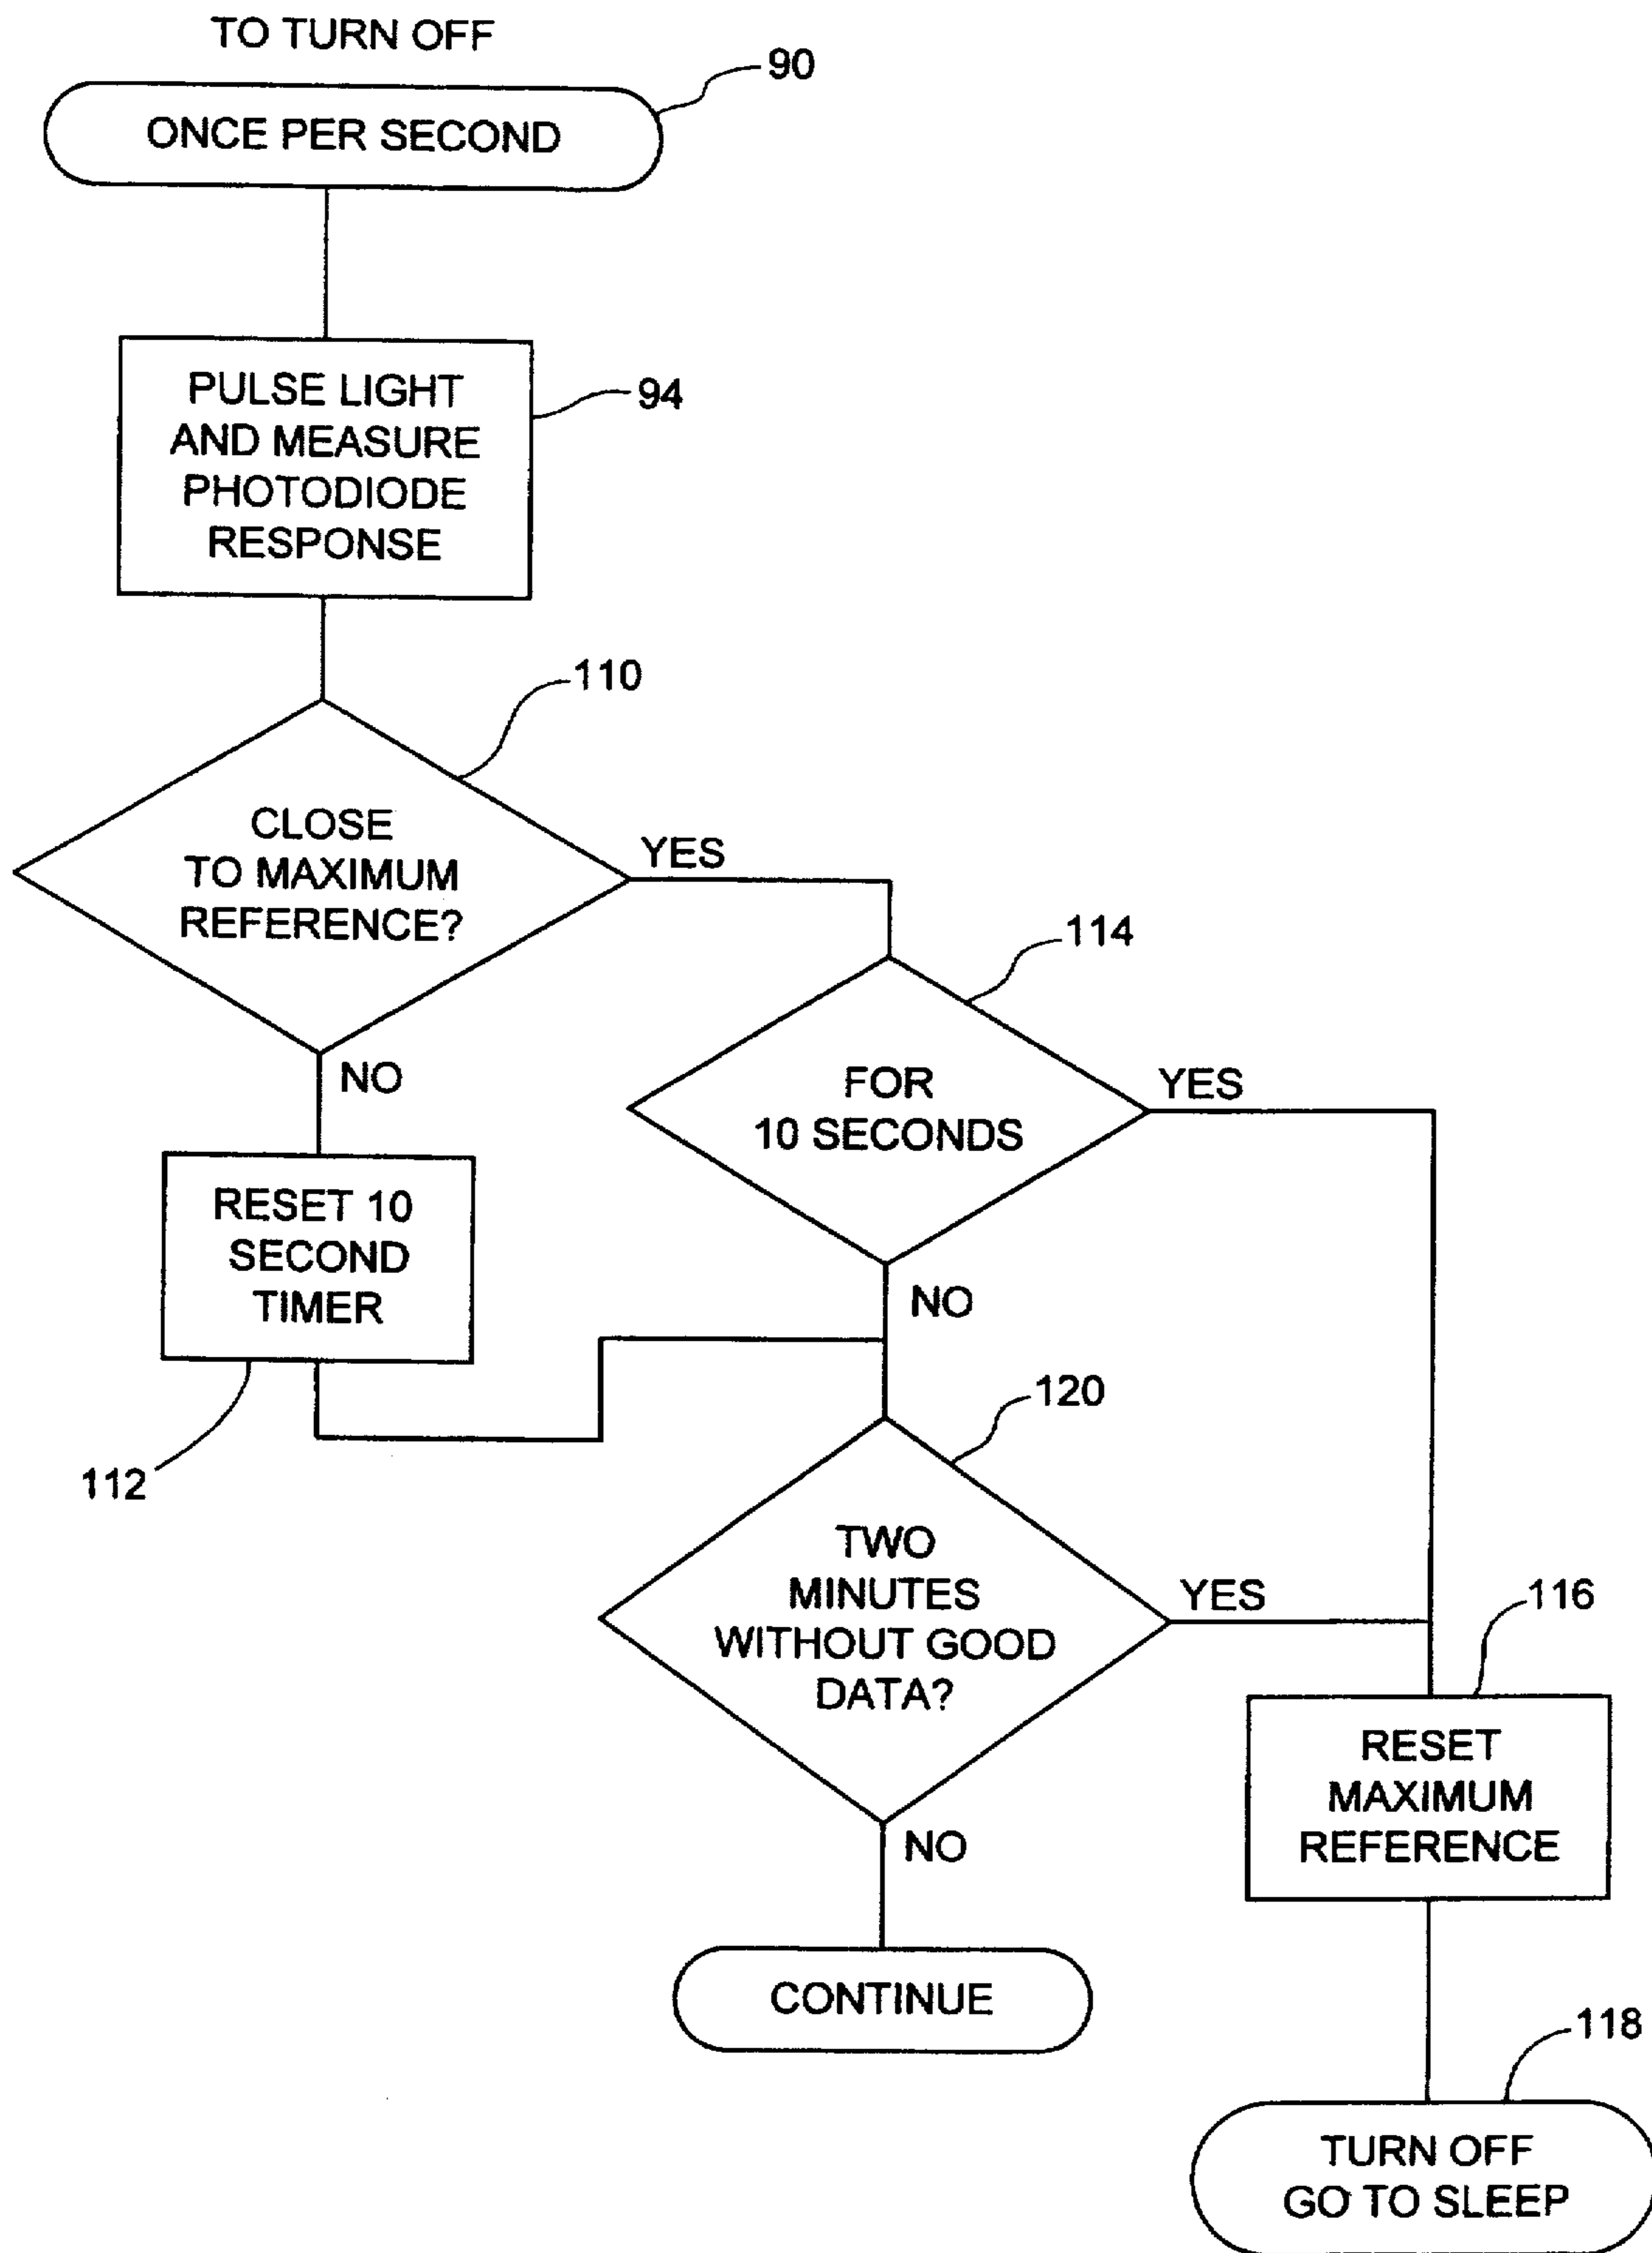 TO TURN OFF
90
ONCE PER SECOND
PULSE LIGHT
AND MEASURE
PHOTODIODE
RESPONSE
94
110
CLOSE
TO MAXIMUM
REFERENCE?
YES
NO
114
FOR
10 SECONDS
YES
NO
RESET 10
SECOND
TIMER
112
120
TWO
MINUTES
WITHOUT GOOD
DATA?
YES
NO
116
RESET
MAXIMUM
REFERENCE
CONTINUE
118
TURN OFF
GO TO SLEEP